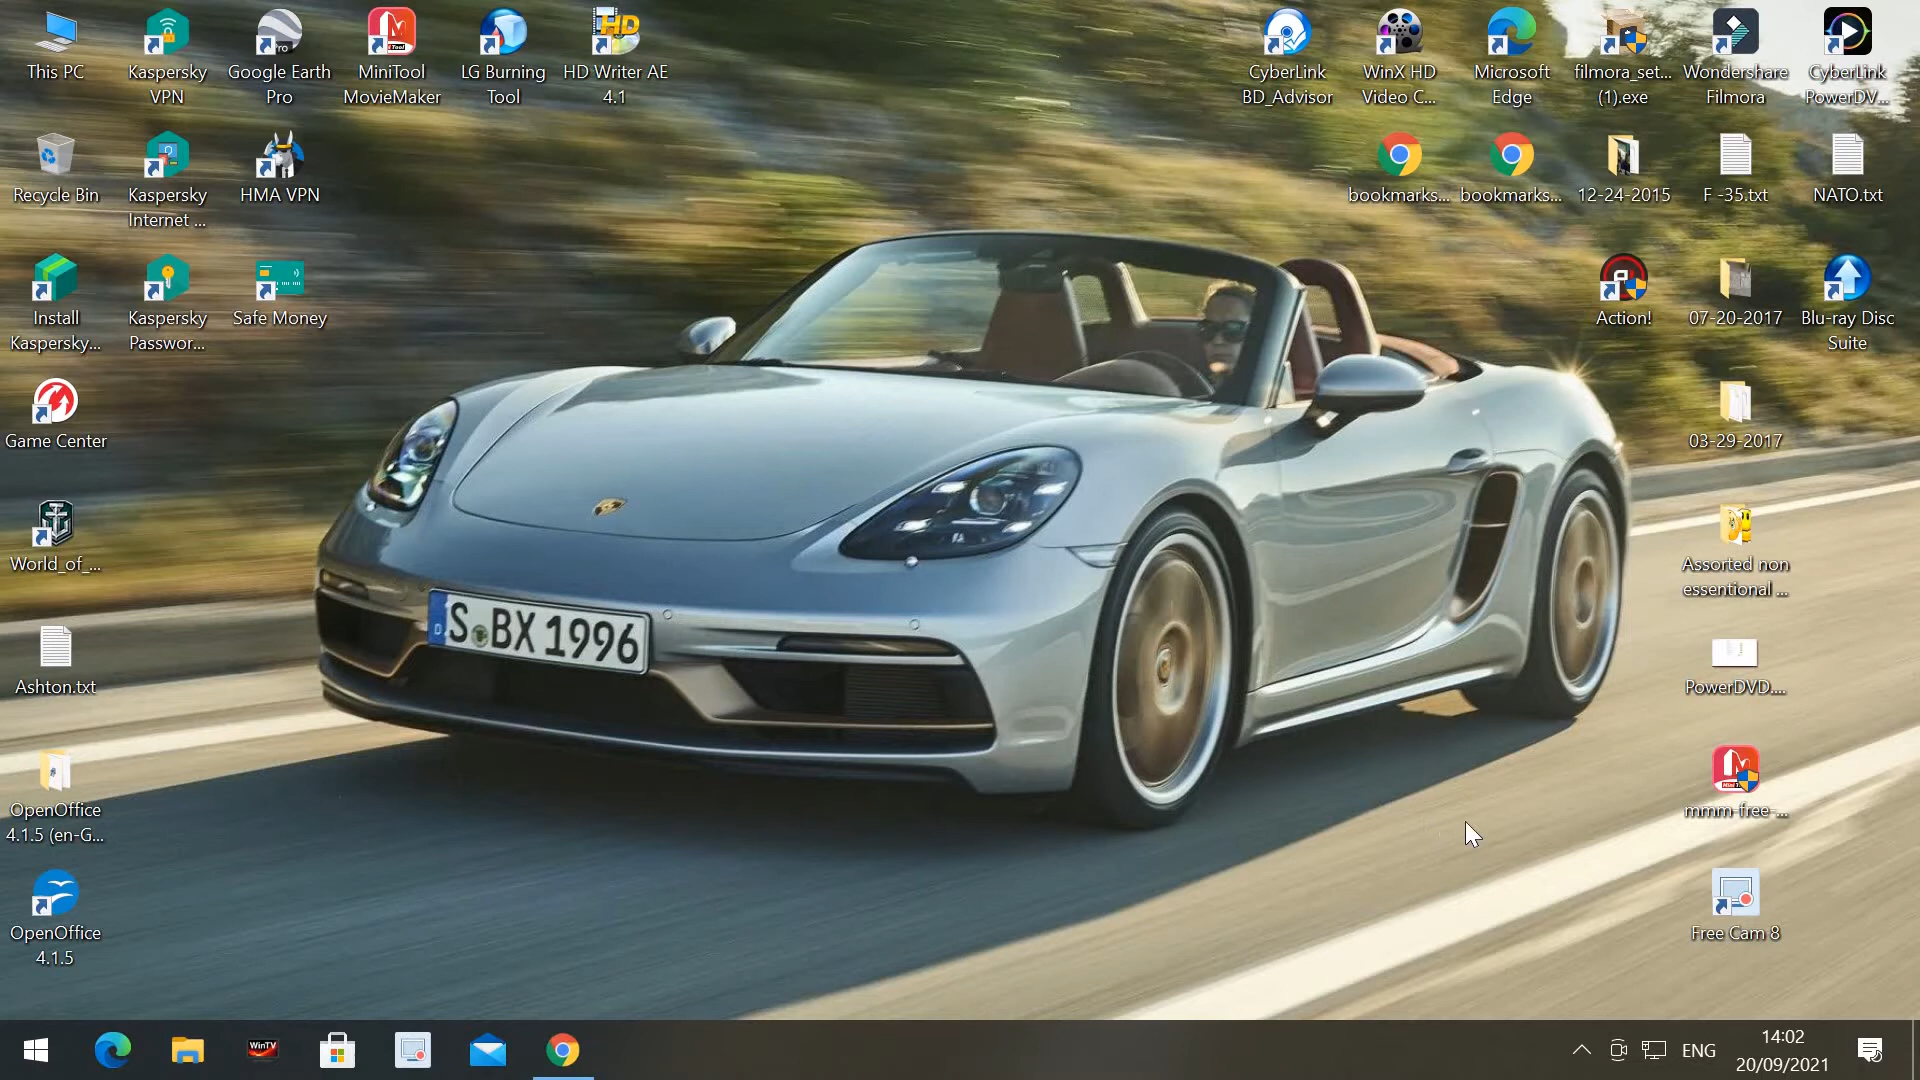 This PC
Kaspersky
VPN
Google Earth
Pro
MiniTool
MovieMaker
LG Burning
Tool
HD Writer AE
4.1
CyberLink
BD_Advisor
WinX HD
Video C...
Microsoft
Edge
filmora_set...
(1).exe
Wondershare
Filmora
CyberLink
PowerDV...
Recycle Bin
Kaspersky
Internet ...
HMA VPN
bookmarks...
bookmarks...
12-24-2015
F -35.txt
NATO.txt
Install
Kaspersky...
Kaspersky
Passwor...
Safe Money
Action!
07-20-2017
Blu-ray Disc
Suite
Game Center
03-29-2017
World_of_...
Assorted non
essentional ...
Ashton.txt
PowerDVD....
S BX 1996
OpenOffice
4.1.5 (en-G...
mmm-free-...
OpenOffice
4.1.5
Free Cam 8
WinTV
ENG
14:02
20/09/2021